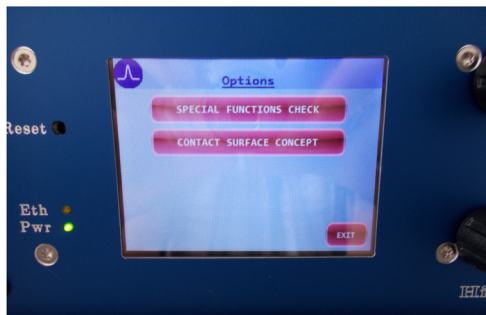 Options
SPECIAL FUNCTIONS CHECK
CONTACT SURFACE CONCEPT
Reset
Eth
Pwr
EXIT